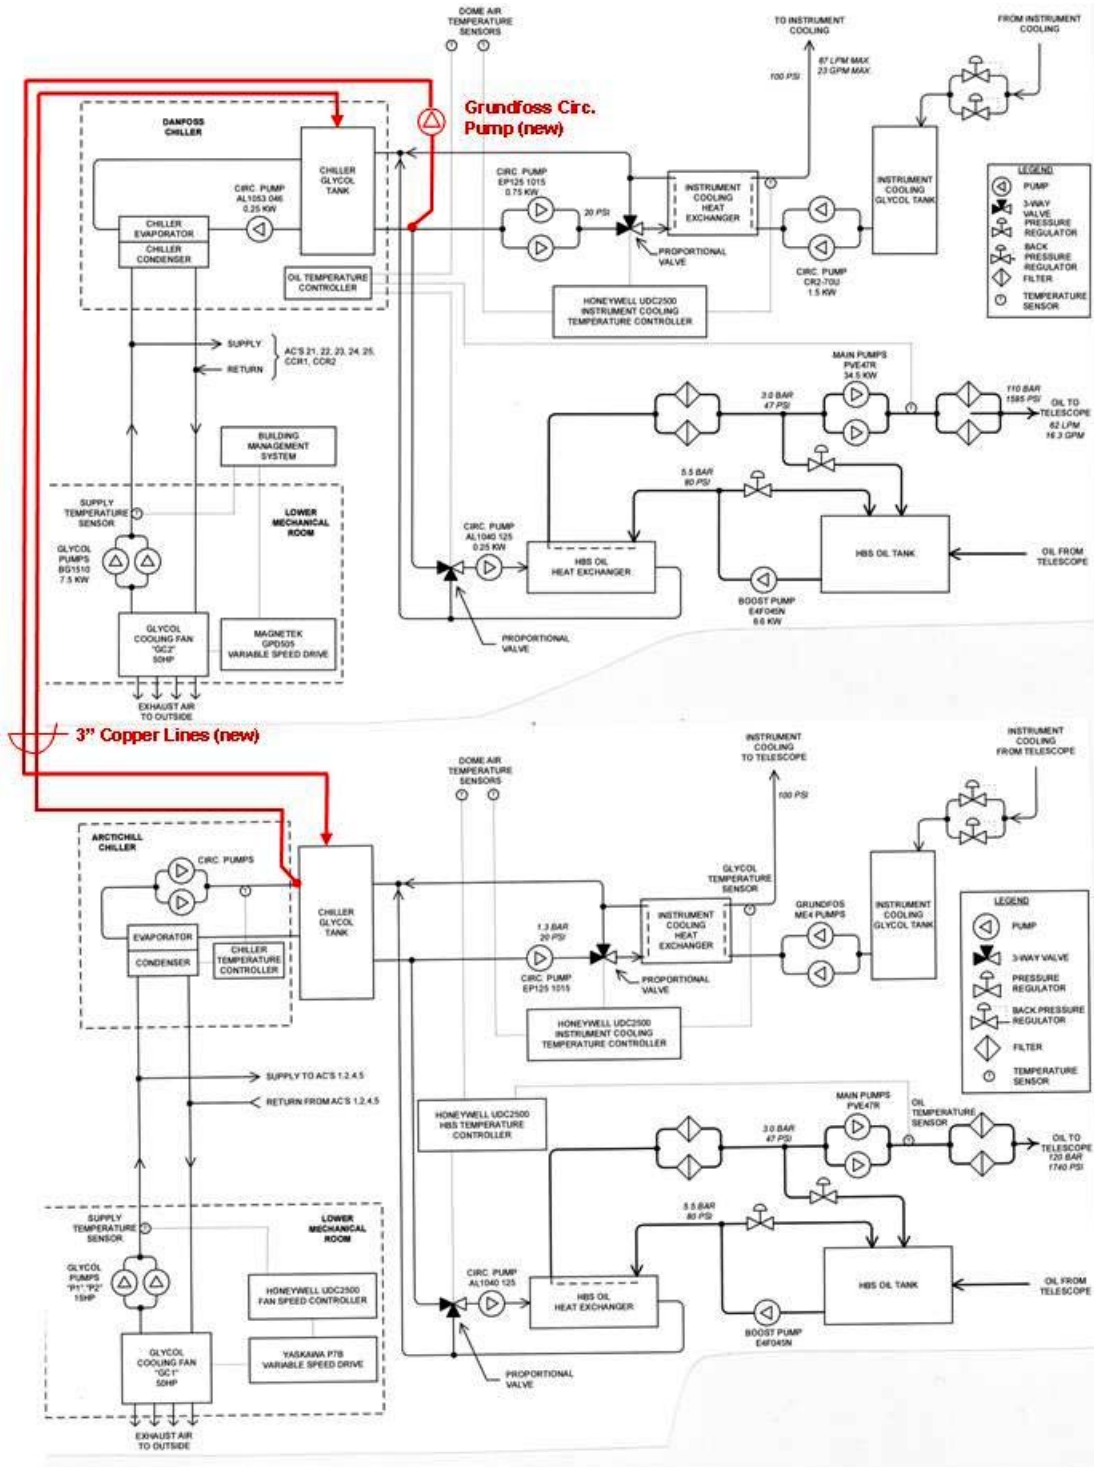 DOME AIR
TEMPERATURE
SENSORS
TO INSTRUMENT
COOLING
FROM INSTRUMENT
COOLING
67 LPM MAX
23 GPM MAX
100 PSI
Grundfoss Circ.
Pump (new)
DANFOSS
CHILLER
CHILLER
GLYCOL
TANK
CIRC. PUMP
AL1053 046
0.25 KW
CHILLER
EVAPORATOR
CHILLER
CONDENSER
OIL TEMPERATURE
CONTROLLER
CIRC. PUMP
EP125 1015
0.75 KW
20 PSI
INSTRUMENT
COOLING
HEAT
EXCHANGER
PROPORTIONAL
VALVE
CIRC. PUMP
CR2-70U
1.5 KW
INSTRUMENT
COOLING
GLYCOL TANK
HONEYWELL UDC2500
INSTRUMENT COOLING
TEMPERATURE CONTROLLER
LEGEND
PUMP
3-WAY
VALVE
PRESSURE
REGULATOR
BACK
PRESSURE
REGULATOR
FILTER
TEMPERATURE
SENSOR
SUPPLY
RETURN
AC'S 21, 22, 23, 24, 25,
CCR1, CCR2
MAIN PUMPS
PVE47R
34.5 KW
3.0 BAR
47 PSI
110 BAR
1595 PSI
OIL TO
TELESCOPE
62 LPM
16.3 GPM
BUILDING
MANAGEMENT
SYSTEM
5.5 BAR
80 PSI
SUPPLY
TEMPERATURE
SENSOR
LOWER
MECHANICAL
ROOM
GLYCOL
PUMPS
BG1510
7.5 KW
CIRC. PUMP
AL1040 125
0.25 KW
HBS OIL
HEAT EXCHANGER
HBS OIL TANK
OIL FROM
TELESCOPE
BOOST PUMP
E4F045N
6.6 KW
GLYCOL
COOLING FAN
"GC2"
50HP
MAGNETEK
GPD505
VARIABLE SPEED DRIVE
PROPORTIONAL
VALVE
EXHAUST AIR
TO OUTSIDE
3" Copper Lines (new)
DOME AIR
TEMPERATURE
SENSORS
INSTRUMENT
COOLING
TO TELESCOPE
INSTRUMENT
COOLING
FROM TELESCOPE
100 PSI
ARCTICHILL
CHILLER
CIRC. PUMPS
CHILLER
GLYCOL
TANK
EVAPORATOR
CONDENSER
CHILLER
TEMPERATURE
CONTROLLER
GLYCOL
TEMPERATURE
SENSOR
INSTRUMENT
COOLING
HEAT
EXCHANGER
GRUNDFOS
ME4 PUMPS
INSTRUMENT
COOLING
GLYCOL TANK
1.3 BAR
20 PSI
CIRC. PUMP
EP125 1015
PROPORTIONAL
VALVE
HONEYWELL UDC2500
INSTRUMENT COOLING
TEMPERATURE CONTROLLER
LEGEND
PUMP
3-WAY VALVE
PRESSURE
REGULATOR
BACK PRESSURE
REGULATOR
FILTER
TEMPERATURE
SENSOR
SUPPLY TO AC'S 1,2,4,5
RETURN FROM AC'S 1,2,4,5
HONEYWELL UDC2500
HBS TEMPERATURE
CONTROLLER
MAIN PUMPS
PVE47R
OIL
TEMPERATURE
SENSOR
3.0 BAR
47 PSI
OIL TO
TELESCOPE
120 BAR
1740 PSI
5.5 BAR
80 PSI
SUPPLY
TEMPERATURE
SENSOR
LOWER
MECHANICAL
ROOM
GLYCOL
PUMPS
"P1", "P2"
15HP
HONEYWELL UDC2500
FAN SPEED CONTROLLER
CIRC. PUMP
AL1040 125
HBS OIL
HEAT EXCHANGER
HBS OIL TANK
OIL FROM
TELESCOPE
BOOST PUMP
E4F045N
GLYCOL
COOLING FAN
"GC1"
50HP
YASKAWA P7B
VARIABLE SPEED DRIVE
PROPORTIONAL
VALVE
EXHAUST AIR
TO OUTSIDE